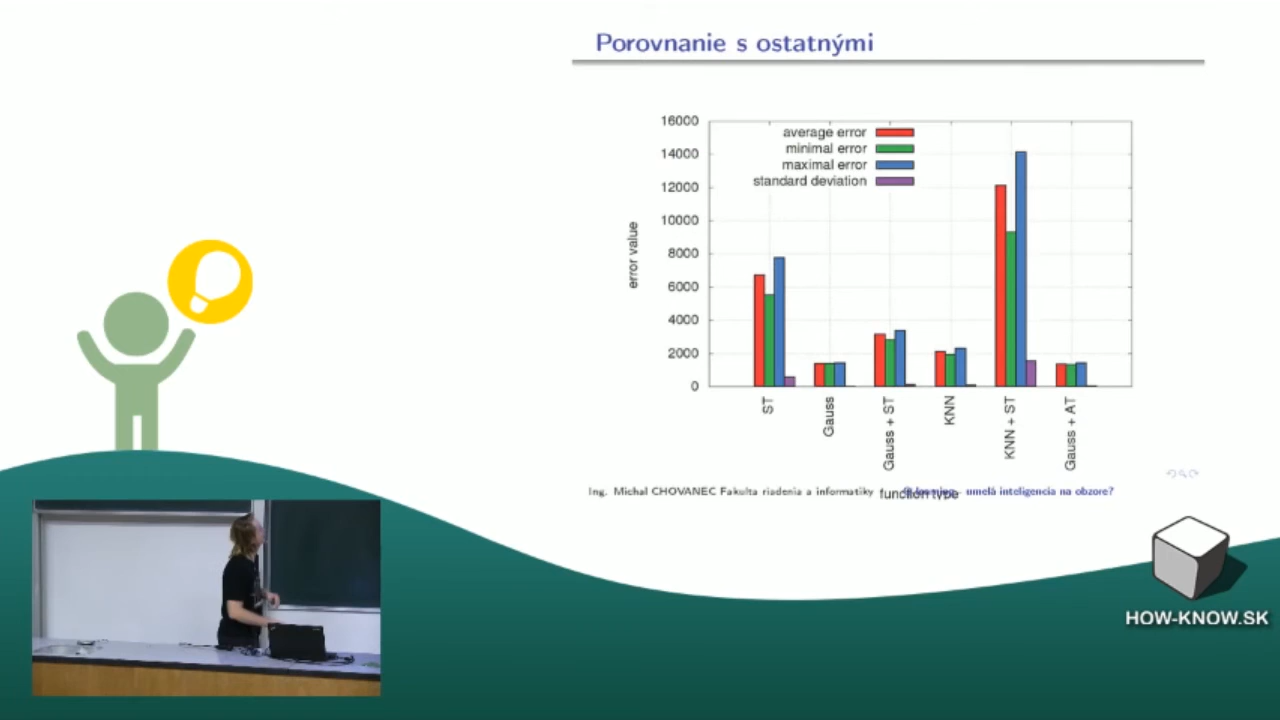 Porovnanie s ostatnými
16000
14000
12000
10000
8000
6000
4000
2000
0
error value
average error
minimal error
maximal error
standard deviation
ST
Gauss
Gauss + ST
KNN
KNN + ST
Gauss + AT
function type
Ing. Michal CHOVANEC Fakulta riadenia a informatiky
- umelá inteligencia na obzore?
HOW-KNOW.SK